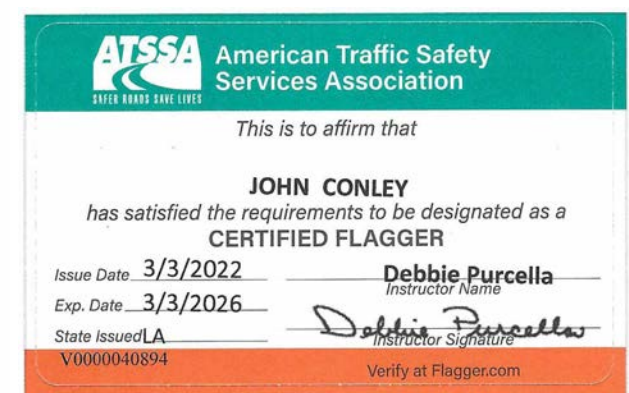 ATSSA
SAFER ROADS SAVE LIVES
American Traffic Safety
Services Association
This is to affirm that
JOHN CONLEY
has satisfied the requirements to be designated as a
CERTIFIED FLAGGER
Issue Date 3/3/2022
Debbie Purcella
Instructor Name
Exp. Date 3/3/2026
Debbie Purcella
State Issued LA
Instructor Signature
V0000040894
Verify at Flagger.com